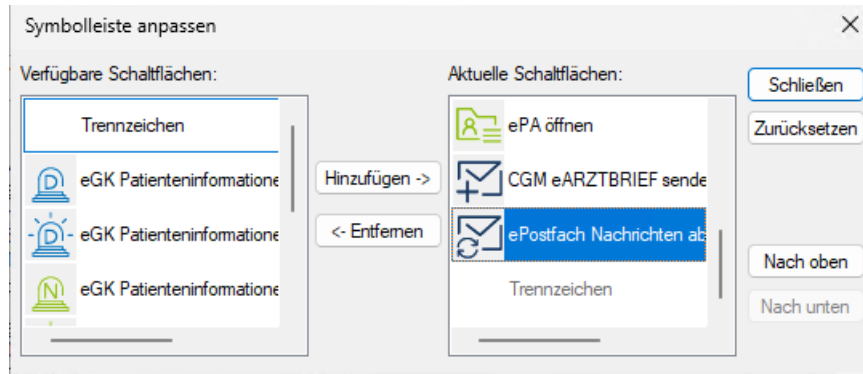 Symbolleiste anpassen
Verfügbare Schaltflächen:
Trennzeichen
D
eGK Patienteninformatione
D
eGK Patienteninformatione
N
eGK Patienteninformatione
Hinzufügen ->
<- Entfernen
Aktuelle Schaltflächen:
ePA öffnen
CGM eARZTBRIEF sende
ePostfach Nachrichten ab
Trennzeichen
Schließen
Zurücksetzen
Nach oben
Nach unten